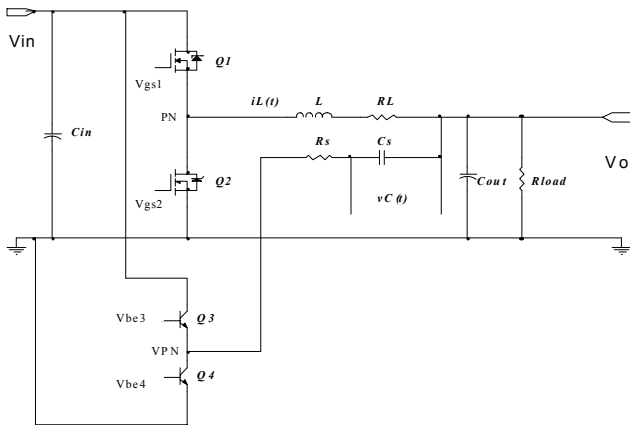 Vin
Q1
Vgs1
PN
iL(t)
L
RL
Rs
Cs
Cin
Q2
Vgs2
vC(t)
Cout
Rload
Vo
Vbe3
Q3
VPN
Vbe4
Q4